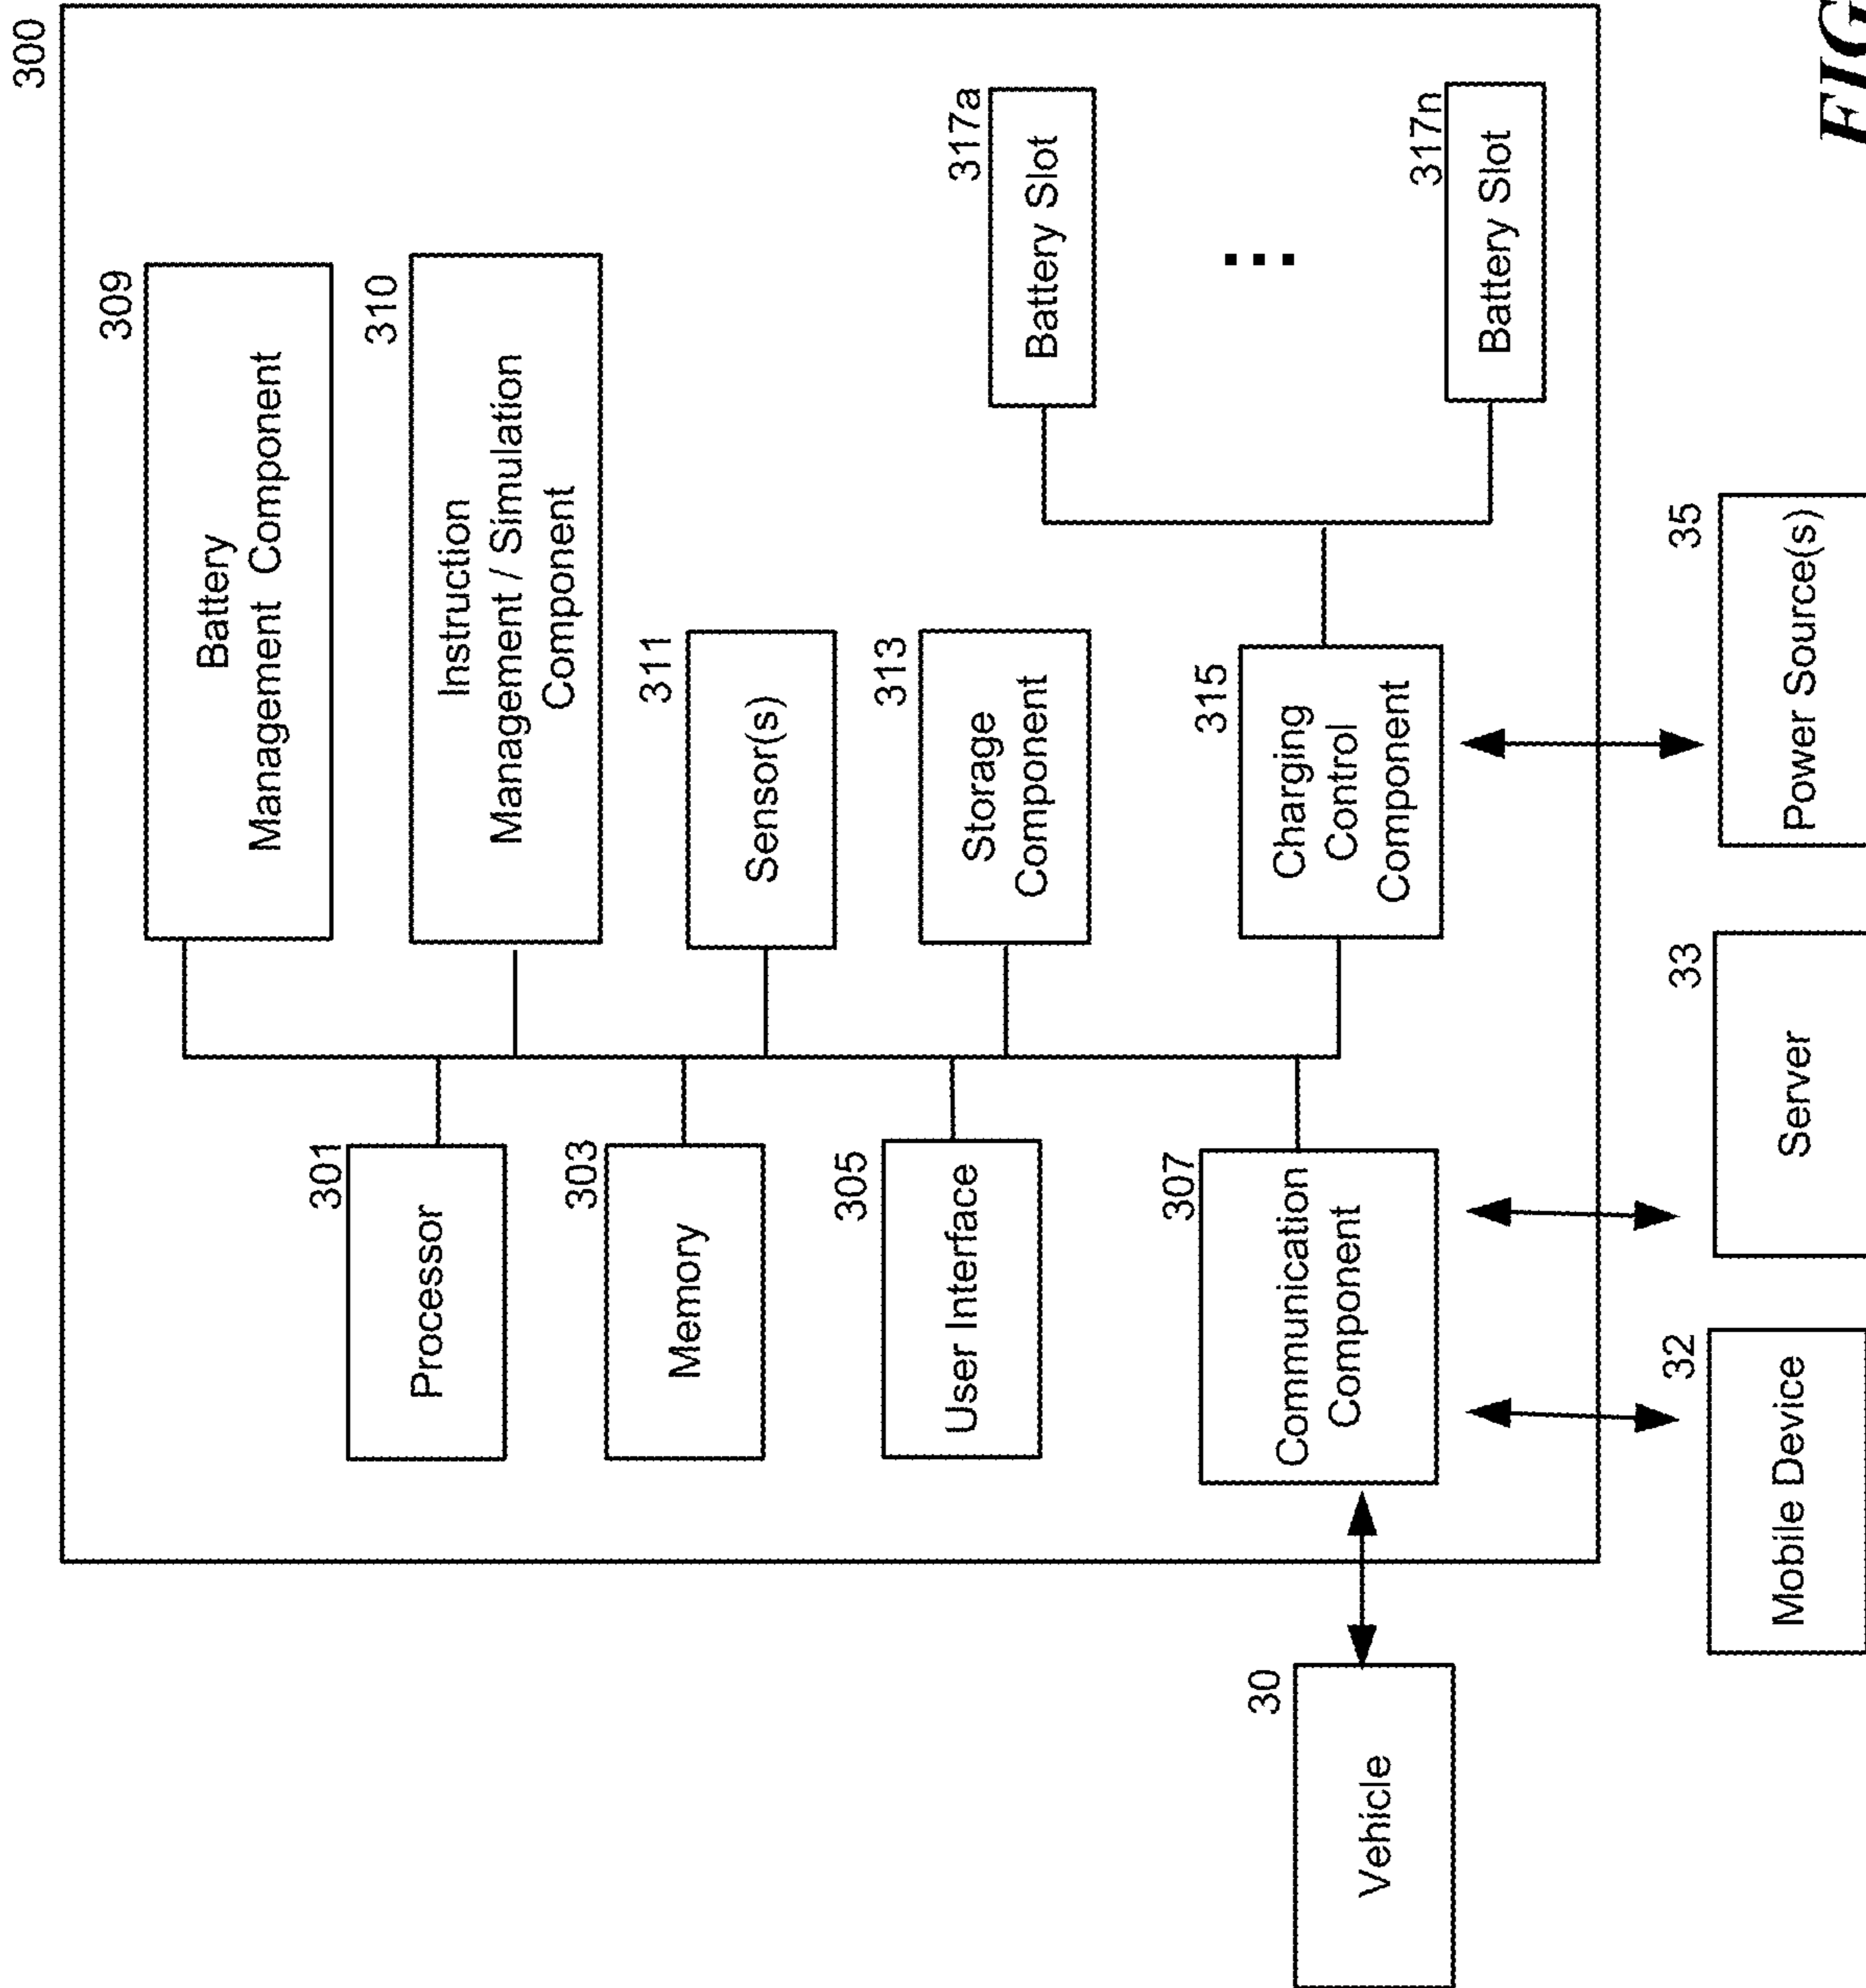 300
309
Battery
Management Component
301
Processor
310
Instruction
Management / Simulation
Component
303
Memory
311
Sensor(s)
305
User Interface
313
Storage
Component
317a
Battery Slot
307
Communication
Component
315
Charging
Control
Component
...
317n
Battery Slot
30
Vehicle
32
Mobile Device
33
Server
35
Power Source(s)
FIG